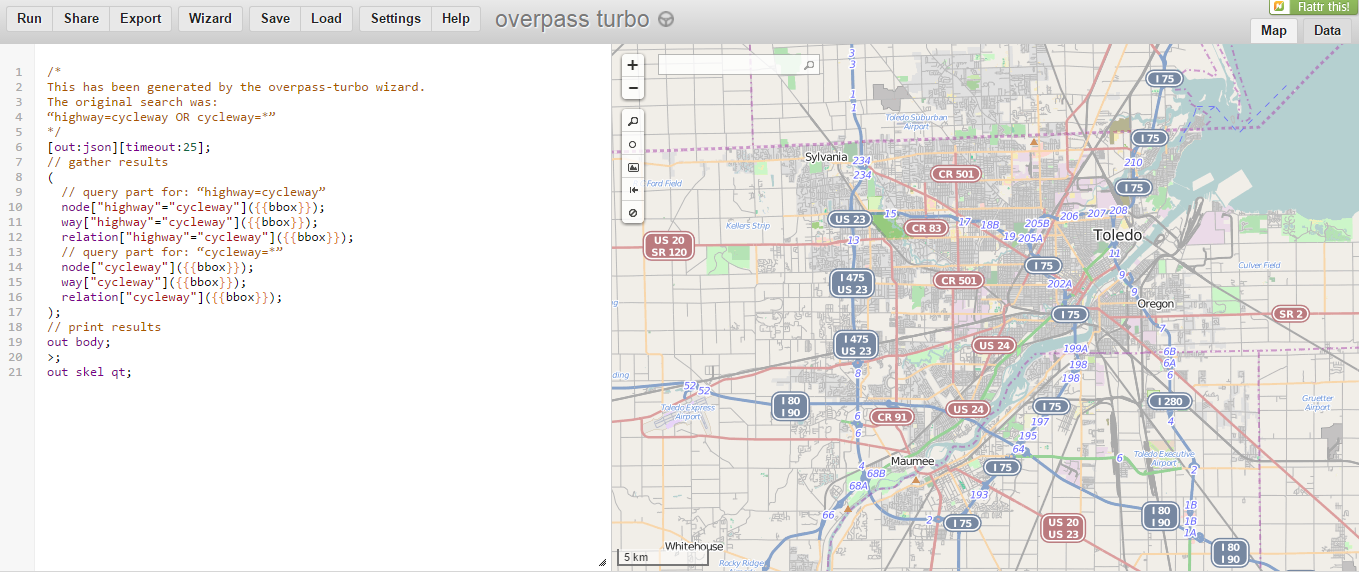 Run Share Export Wizard Save Load Settings Help overpass turbo
Flattr this!
Map Data
1 /*
2 This has been generated by the overpass-turbo wizard.
3 The original search was:
4 “highway=cycleway OR cycleway=*”
5 */
6 [out:json][timeout:25];
7 // gather results
8 (
9 // query part for: “highway=cycleway”
10 node["highway"="cycleway"]({{bbox}});
11 way["highway"="cycleway"]({{bbox}});
12 relation["highway"="cycleway"]({{bbox}});
13 // query part for: “cycleway=*”
14 node["cycleway"]({{bbox}});
15 way["cycleway"]({{bbox}});
16 relation["cycleway"]({{bbox}});
17 );
18 // print results
19 out body;
20 >;
21 out skel qt;
+
−
3
3
1
1
I 75
Toledo Suburban
Airport
I 75
Sylvania
234
234
210
CR 501
Ford Field
I 75
US 23
15
CR 83
17
18B
205B
206
207
208
Kellers Strip
19
205A
Toledo
US 20
SR 120
13
11
I 75
Culver Field
I 475
US 23
CR 501
202A
9
9
Oregon
I 75
SR 2
7
I 475
US 23
US 24
199A
6B
6A
198
6
8
198
ding
52
52
I 80
I 90
Toledo Express
Airport
US 24
I 75
I 280
Gruetter
Airport
CR 91
6
197
4
6
195
64
Maumee
6
Toledo Executive
Airport
4
68B
I 75
2
68A
193
66
2
I 75
I 80
I 90
1B
1B
1A
US 20
US 23
Whitehouse
I 80
I 90
5 km
Rocky Ridge